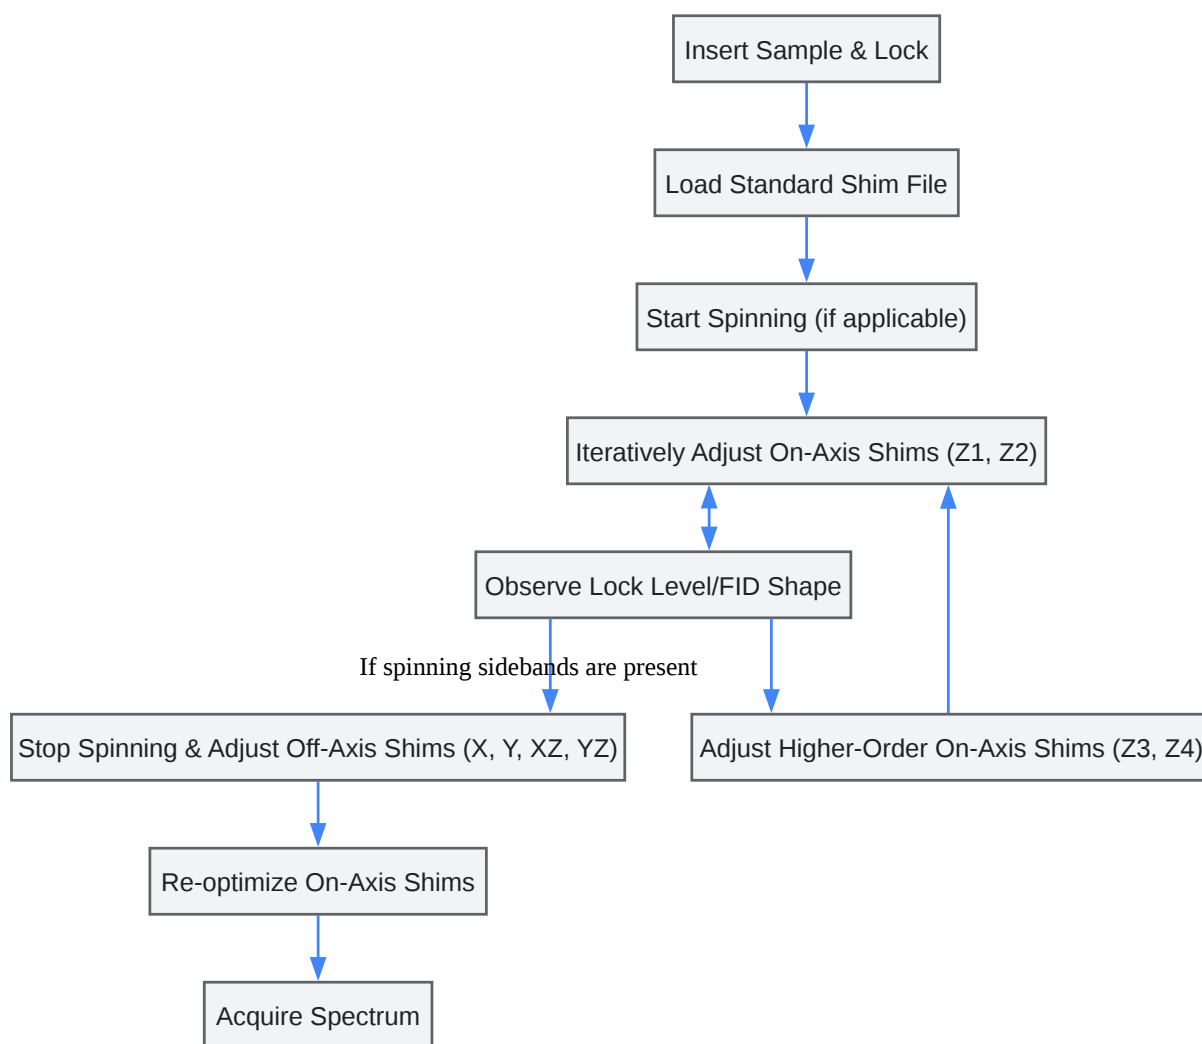 Insert Sample & Lock
Load Standard Shim File
Start Spinning (if applicable)
Iteratively Adjust On-Axis Shims (Z1, Z2)
Observe Lock Level/FID Shape
If spinning sidebands are present
Stop Spinning & Adjust Off-Axis Shims (X, Y, XZ, YZ)
Adjust Higher-Order On-Axis Shims (Z3, Z4)
Re-optimize On-Axis Shims
Acquire Spectrum